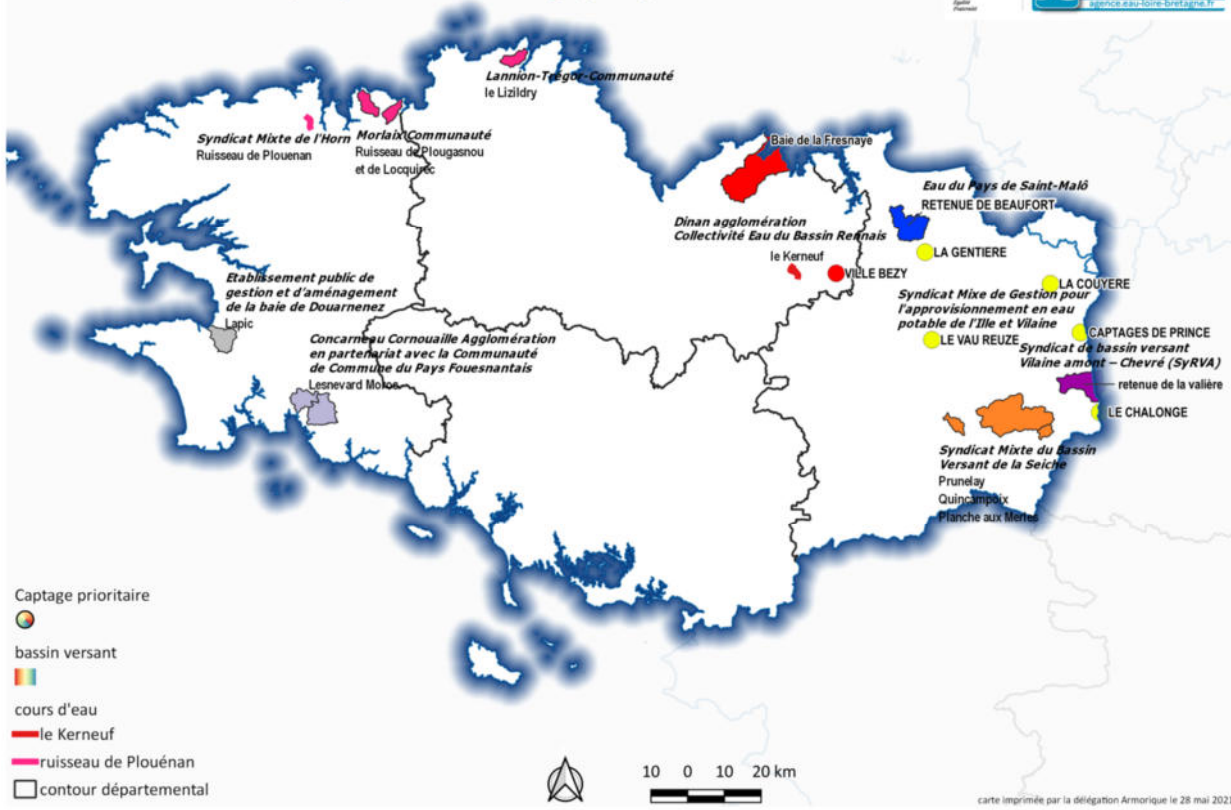 Egalité
Fraternité
agence.eau-loire-bretagne.fr
Lannion-Trégor-Communauté
le Lizildry
Syndicat Mixte de l'Horn
Ruisseau de Plouenan
Morlaix Communauté
Ruisseau de Plougasnou
et de Locquirec
Baie de la Fresnaye
Eau du Pays de Saint-Malô
RETENUE DE BEAUFORT
Dinan agglomération
Collectivité Eau du Bassin Rennais
le Kerneuf
VILLE BEZY
LA GENTIERE
LA COUYERE
Etablissement public de
gestion et d'aménagement
de la baie de Douarnenez
Lapic
Syndicat Mixe de Gestion pour
l'approvisionnement en eau
potable de l'Ille et Vilaine
LE VAU REUZE
CAPTAGES DE PRINCE
Concarneau Cornouaille Agglomération
en partenariat avec la Communauté
de Commune du Pays Fouesnantais
Lesnevard Moros
Syndicat de bassin versant
Vilaine amont – Chevré (SyRVA)
retenue de la valière
LE CHALONGE
Syndicat Mixte du Bassin
Versant de la Seiche
Prunelay
Quincampoix
Planche aux Merles
Captage prioritaire
bassin versant
cours d'eau
le Kerneuf
ruisseau de Plouénan
contour départemental
10 0 10 20 km
carte imprimée par la délégation Armorique le 28 mai 202